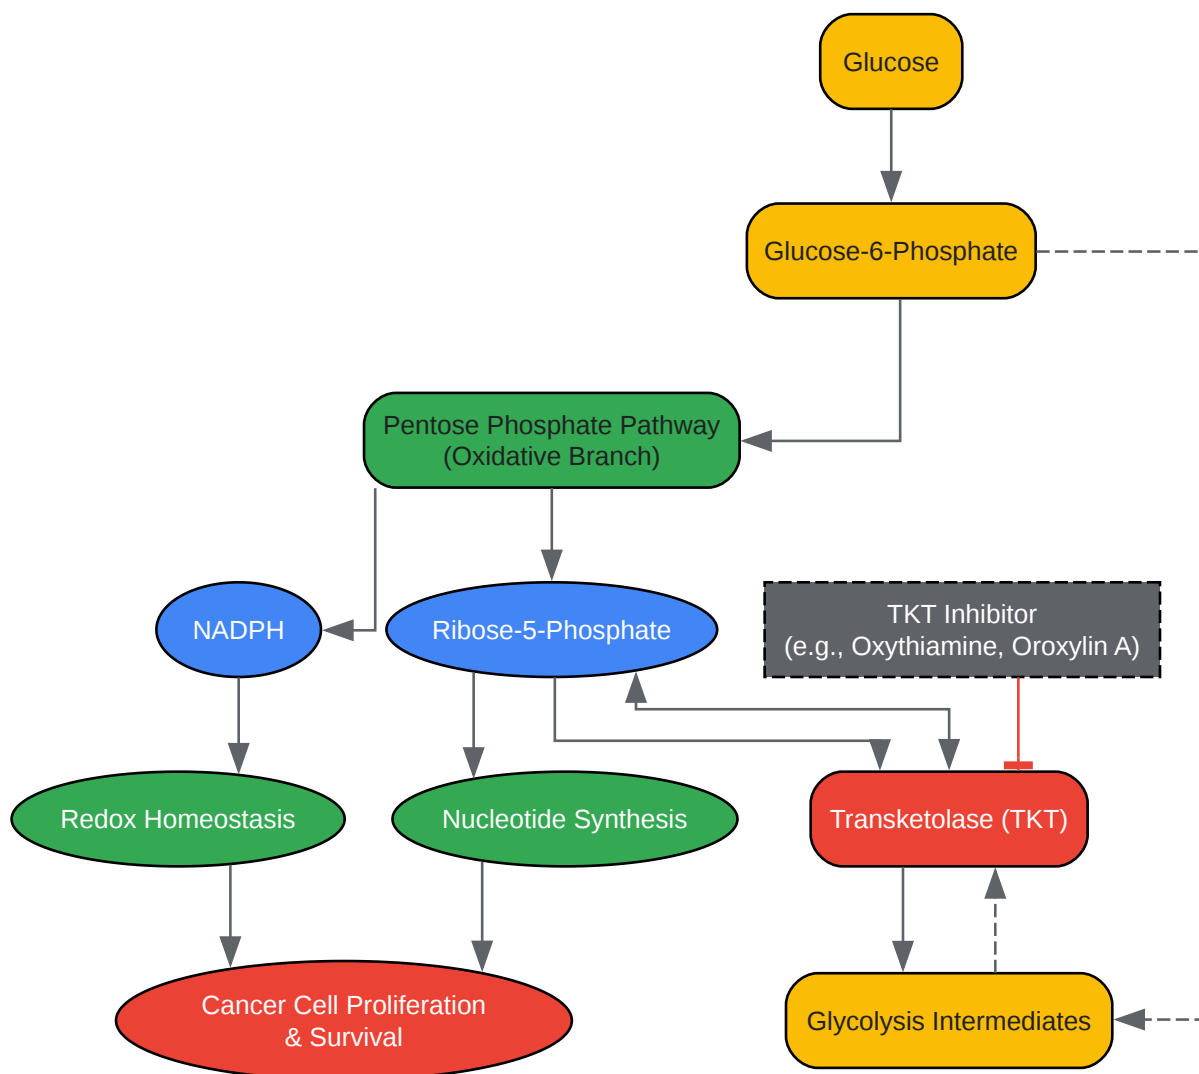 Glucose
Glucose-6-Phosphate
Pentose Phosphate Pathway
(Oxidative Branch)
NADPH
Ribose-5-Phosphate
TKT Inhibitor
(e.g., Oxythiamine, Oroxylin A)
Redox Homeostasis
Nucleotide Synthesis
Transketolase (TKT)
Cancer Cell Proliferation
& Survival
Glycolysis Intermediates